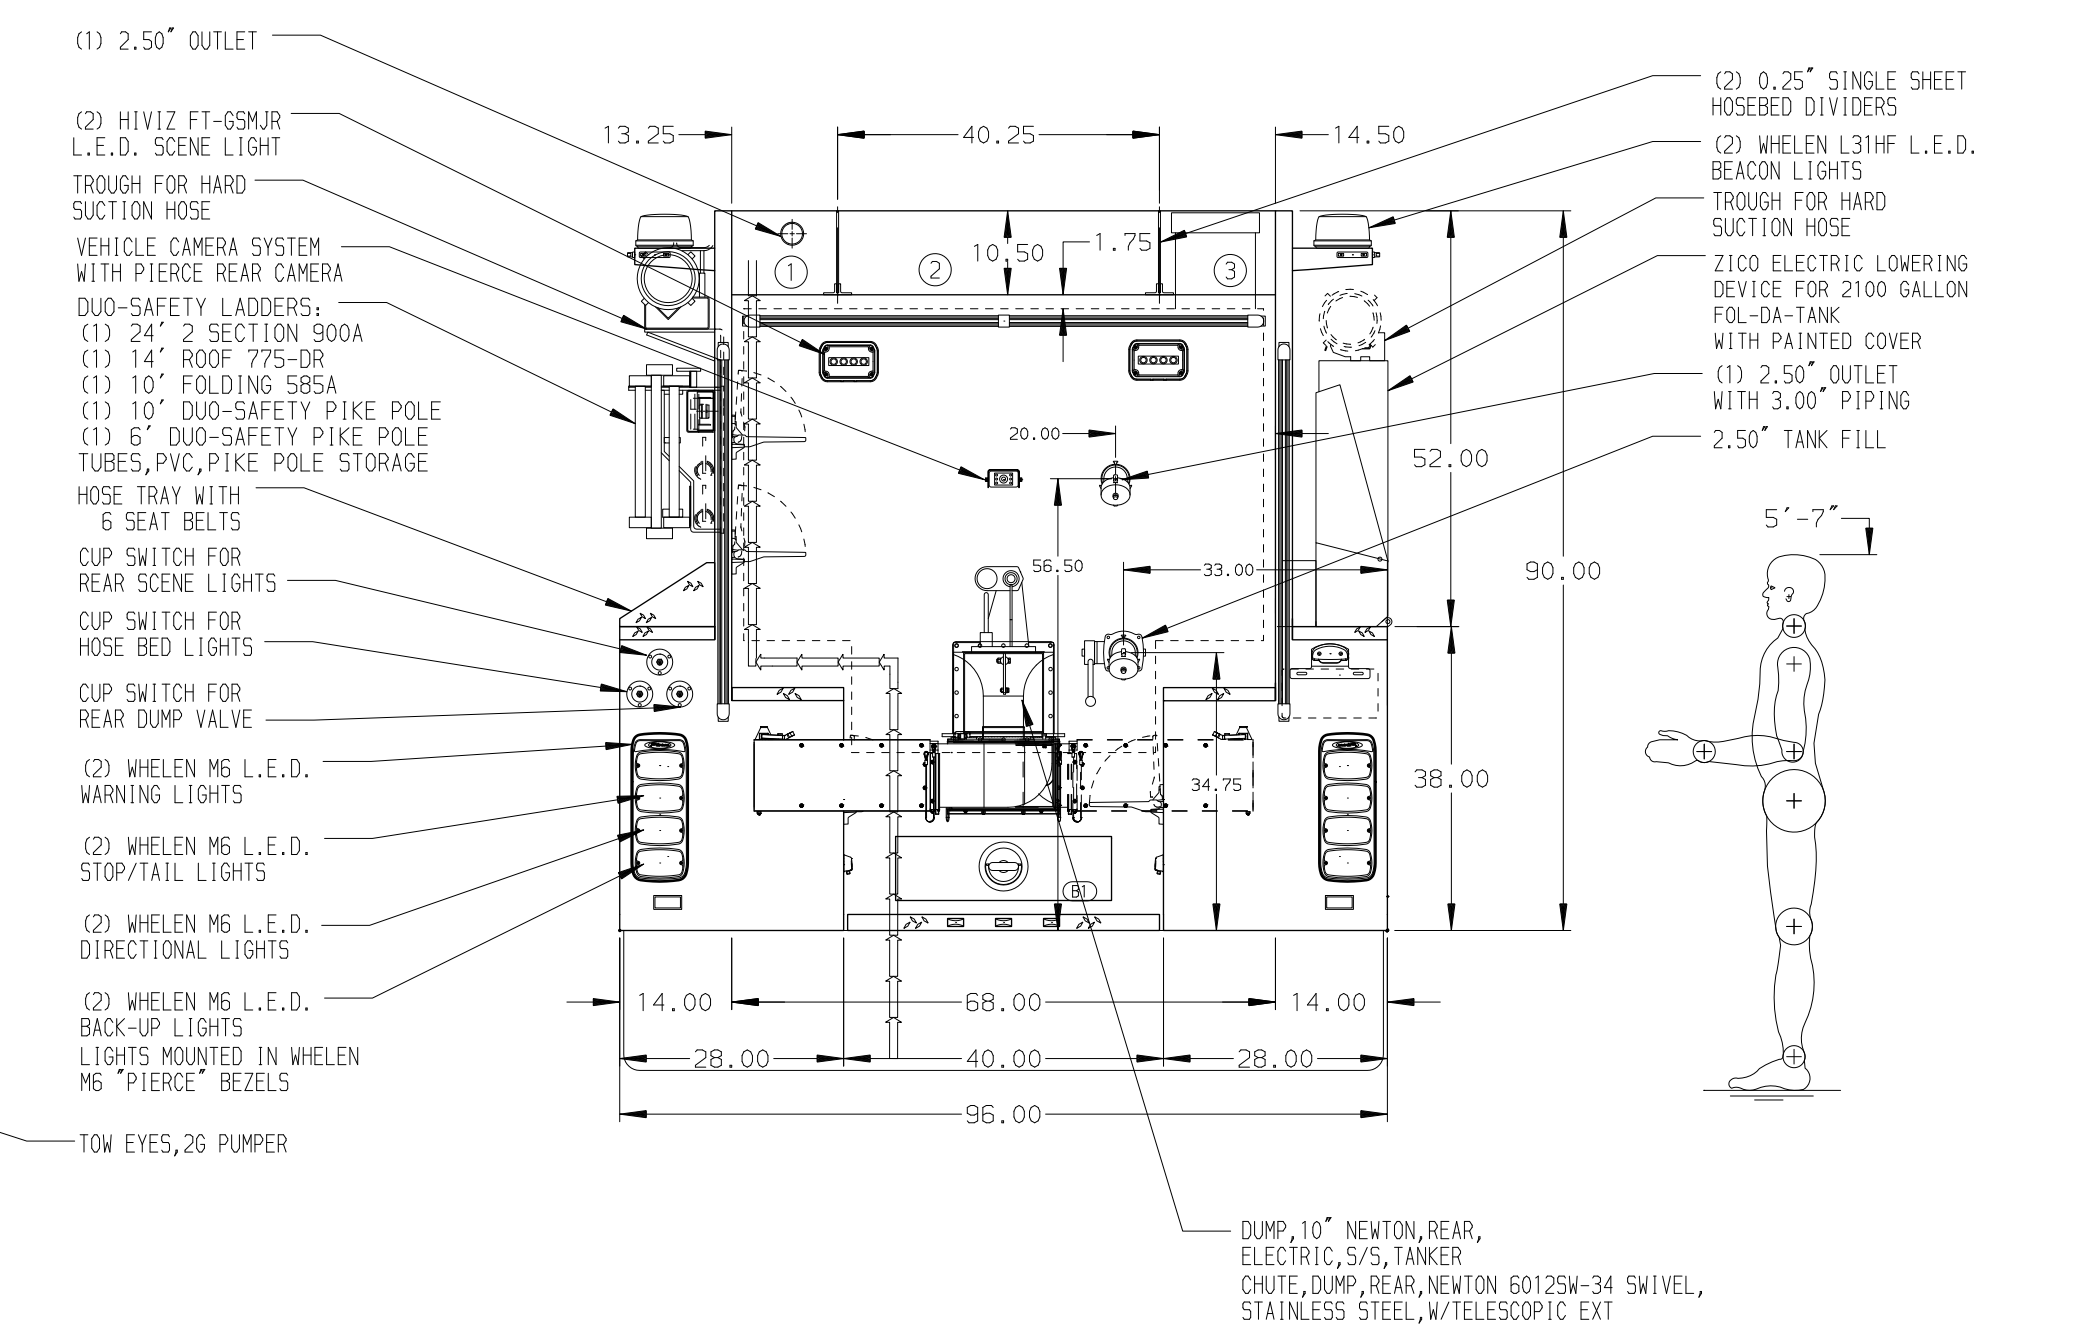 (1) 2.50" OUTLET
(2) HIVIZ FT-GSMJR
L.E.D. SCENE LIGHT
TROUGH FOR HARD
SUCTION HOSE
VEHICLE CAMERA SYSTEM
WITH PIERCE REAR CAMERA
DUO-SAFETY LADDERS:
(1) 24' 2 SECTION 900A
(1) 14' ROOF 775-DR
(1) 10' FOLDING 585A
(1) 10' DUO-SAFETY PIKE POLE
(1) 6' DUO-SAFETY PIKE POLE
TUBES,PVC,PIKE POLE STORAGE
HOSE TRAY WITH
6 SEAT BELTS
CUP SWITCH FOR
REAR SCENE LIGHTS
CUP SWITCH FOR
HOSE BED LIGHTS
CUP SWITCH FOR
REAR DUMP VALVE
(2) WHELEN M6 L.E.D.
WARNING LIGHTS
(2) WHELEN M6 L.E.D.
STOP/TAIL LIGHTS
(2) WHELEN M6 L.E.D.
DIRECTIONAL LIGHTS
(2) WHELEN M6 L.E.D.
BACK-UP LIGHTS
LIGHTS MOUNTED IN WHELEN
M6 "PIERCE" BEZELS
TOW EYES,2G PUMPER
13.25
40.25
14.50
10.50
1.75
1
2
3
20.00
56.50
33.00
34.75
B1
52.00
90.00
38.00
14.00
68.00
14.00
28.00
40.00
28.00
96.00
(2) 0.25" SINGLE SHEET
HOSEBED DIVIDERS
(2) WHELEN L31HF L.E.D.
BEACON LIGHTS
TROUGH FOR HARD
SUCTION HOSE
ZICO ELECTRIC LOWERING
DEVICE FOR 2100 GALLON
FOL-DA-TANK
WITH PAINTED COVER
(1) 2.50" OUTLET
WITH 3.00" PIPING
2.50" TANK FILL
5'-7"
DUMP,10" NEWTON,REAR,
ELECTRIC,S/S,TANKER
CHUTE,DUMP,REAR,NEWTON 6012SW-34 SWIVEL,
STAINLESS STEEL,W/TELESCOPIC EXT